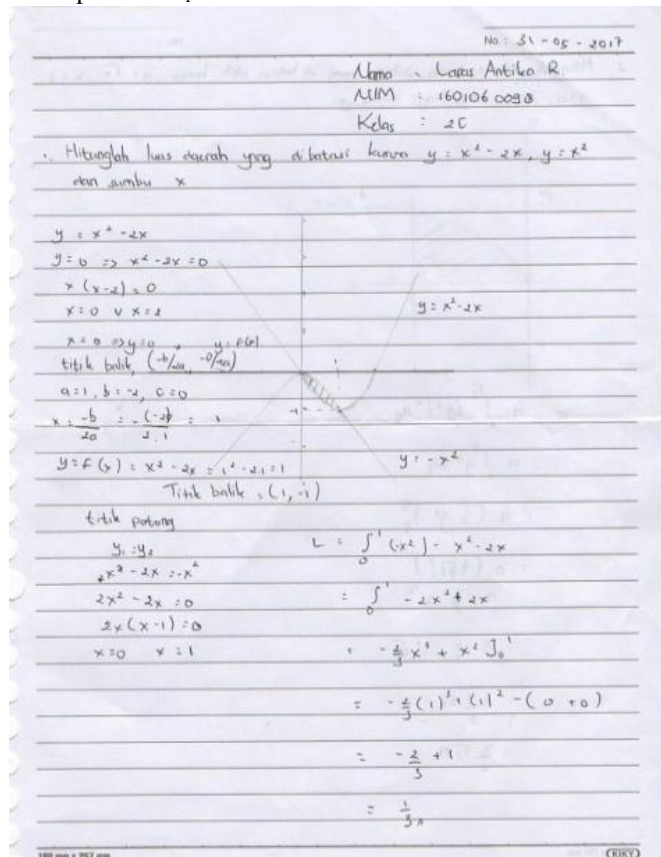 No : 31 - 05 - 2017
Nama : Laras Antika R
NIM : 1601060098
Kelas : 2C
Hitunglah luas daerah yang di batasi kurva y = x² - 2x, y = x²
dan sumbu x
y = x² - 2x
y = 0 => x² - 2x = 0
x (x-2) = 0
x = 0 v x = 2
y = x² - 2x
x = 0 => y = 0, y = f(x)
titik balik, (-b/2a, -D/4a)
a = 1, b = -2, c = 0
x = -b/2a = -(-2)/2.1 = 1
y = F(x) = x² - 2x = 1² - 2.1 = 1
y = -x²
Titik balik = (1, -1)
titik potong
y₁ = y₂
x² - 2x = -x²
2x² - 2x = 0
2x (x-1) = 0
x = 0 x = 1
L = ∫₀¹ (-x²) - x² - 2x
= ∫₀¹ -2x² + 2x
= -2/3 x³ + x² ]₀¹
= -2/3 (1)³ + (1)² - (0 + 0)
= -2/3 + 1
= 1/3
180 mm x 257 mm
KIKY